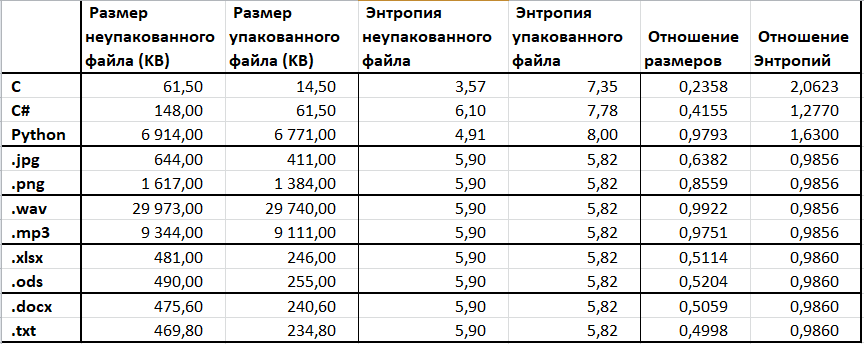 Размер неупакованного файла (KB) Размер упакованного файла (KB) Энтропия неупакованного файла Энтропия упакованного файла Отношение размеров Отношение Энтропий
C 61,50 14,50 3,57 7,35 0,2358 2,0623
C# 148,00 61,50 6,10 7,78 0,4155 1,2770
Python 6 914,00 6 771,00 4,91 8,00 0,9793 1,6300
.jpg 644,00 411,00 5,90 5,82 0,6382 0,9856
.png 1 617,00 1 384,00 5,90 5,82 0,8559 0,9856
.wav 29 973,00 29 740,00 5,90 5,82 0,9922 0,9856
.mp3 9 344,00 9 111,00 5,90 5,82 0,9751 0,9856
.xlsx 481,00 246,00 5,90 5,82 0,5114 0,9860
.ods 490,00 255,00 5,90 5,82 0,5204 0,9860
.docx 475,60 240,60 5,90 5,82 0,5059 0,9860
.txt 469,80 234,80 5,90 5,82 0,4998 0,9860